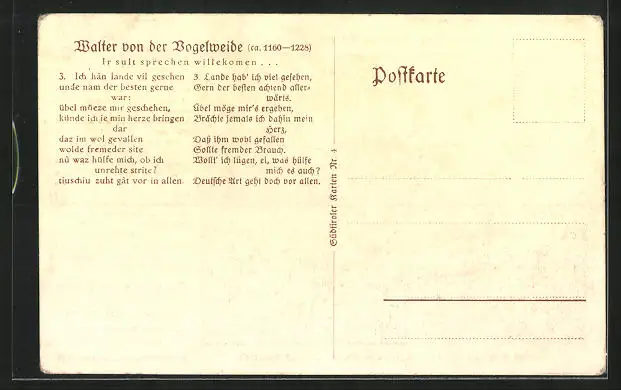 Walter von der Vogelweide (ca. 1160—1228)
Ir sult sprechen willekomen . . .
3. Ich hân lande vil gesehen
unde nam der besten gerne
war:
übel müeze mir geschehen,
künde ich ie min herze bringen
dar
daz im wol gevallen
wolde fremeder site
nû waz hülfe mich, ob ich
unrehte strite?
tiuschiu zuht gât vor in allen.
3. Lande hab' ich viel gesehen,
Gern der besten achtend aller-
wärts.
Übel möge mir's ergehen,
Brächte jemals ich dahin mein
Herz,
Daß ihm wohl gefallen
Sollte fremder Brauch.
Wollt' ich lügen, ei, was hülfe
mich es auch?
Deutsche Art geht doch vor allen.
Südtiroler Karten Nr. 4
Postkarte